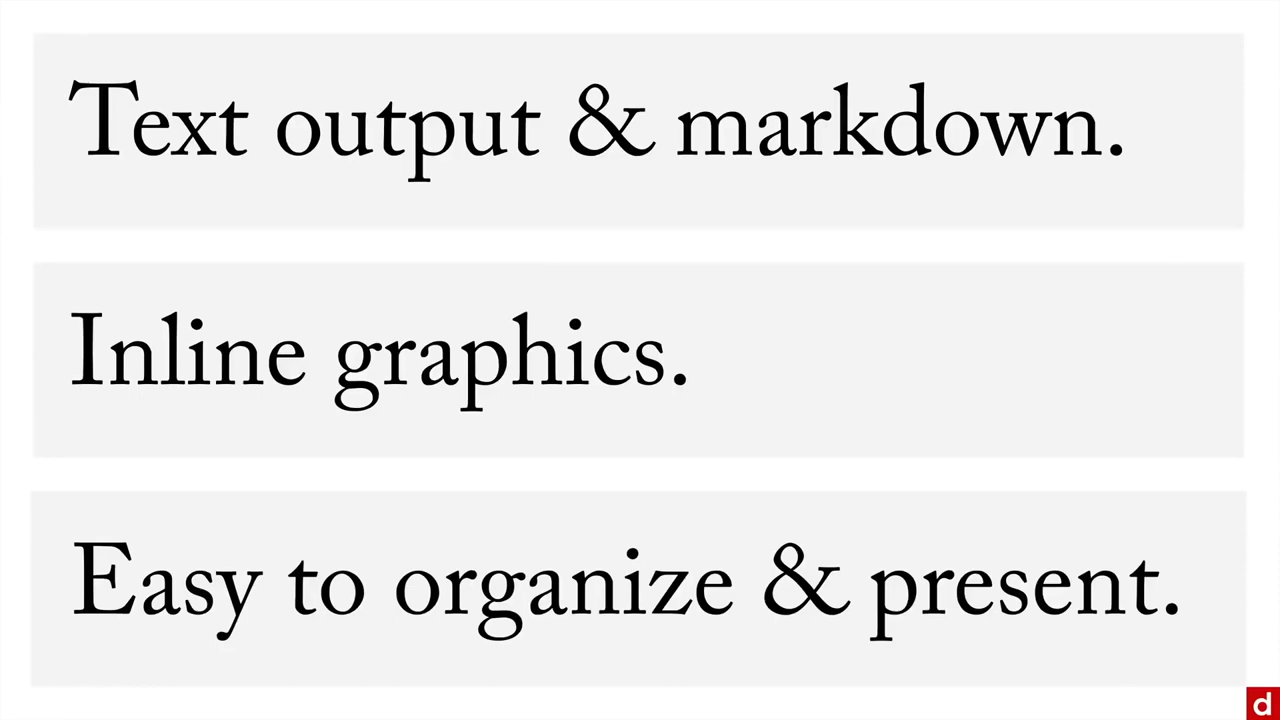 Text output & markdown.
Inline graphics.
Easy to organize & present.
d